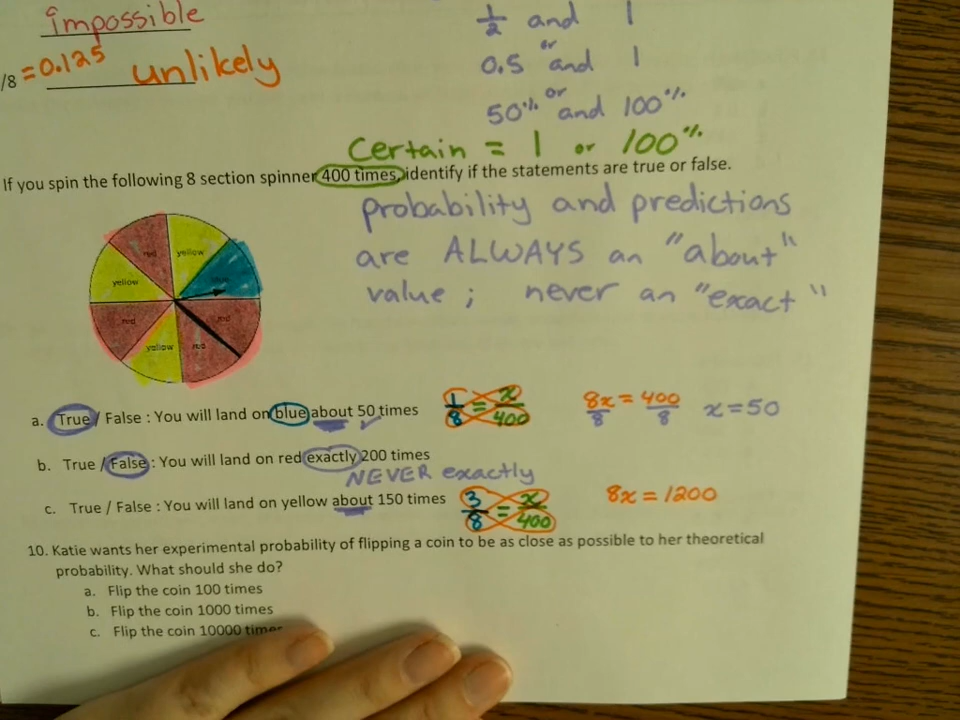 impossible
/8 = 0.125 unlikely
1/2 and 1
or
0.5 and 1
or
50% and 100%
Certain = 1 or 100%
If you spin the following 8 section spinner 400 times, identify if the statements are true or false.
probability and predictions
are ALWAYS an "about"
value; never an "exact"
red
yellow
yellow
red
red
yellow
red
a. True / False : You will land on blue about 50 times 1/8 = x/400 8x/8 = 400/8 x=50
b. True / False : You will land on red exactly 200 times
NEVER exactly
c. True / False : You will land on yellow about 150 times 3/8 = x/400 8x = 1200
10. Katie wants her experimental probability of flipping a coin to be as close as possible to her theoretical
probability. What should she do?
a. Flip the coin 100 times
b. Flip the coin 1000 times
c. Flip the coin 10000 times